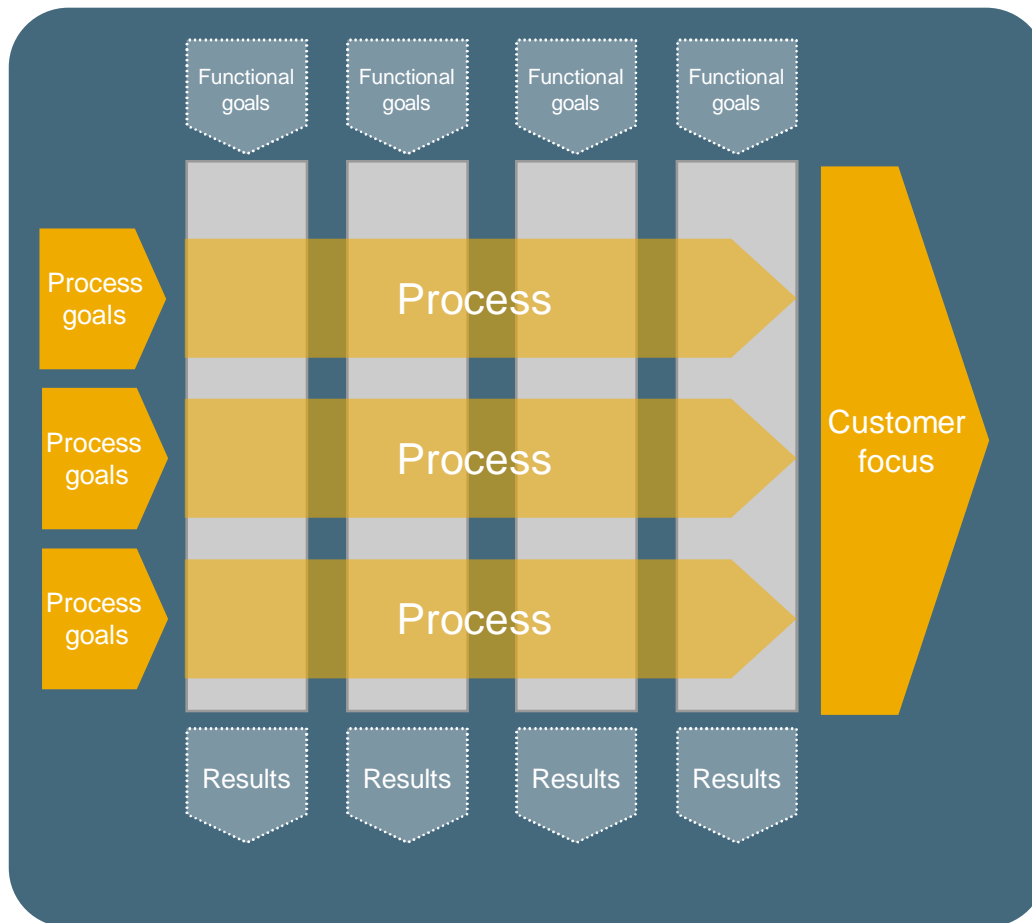 Functional
goals
Functional
goals
Functional
goals
Functional
goals
Process
goals
Process
Process
goals
Process
Process
goals
Process
Customer
focus
Results
Results
Results
Results